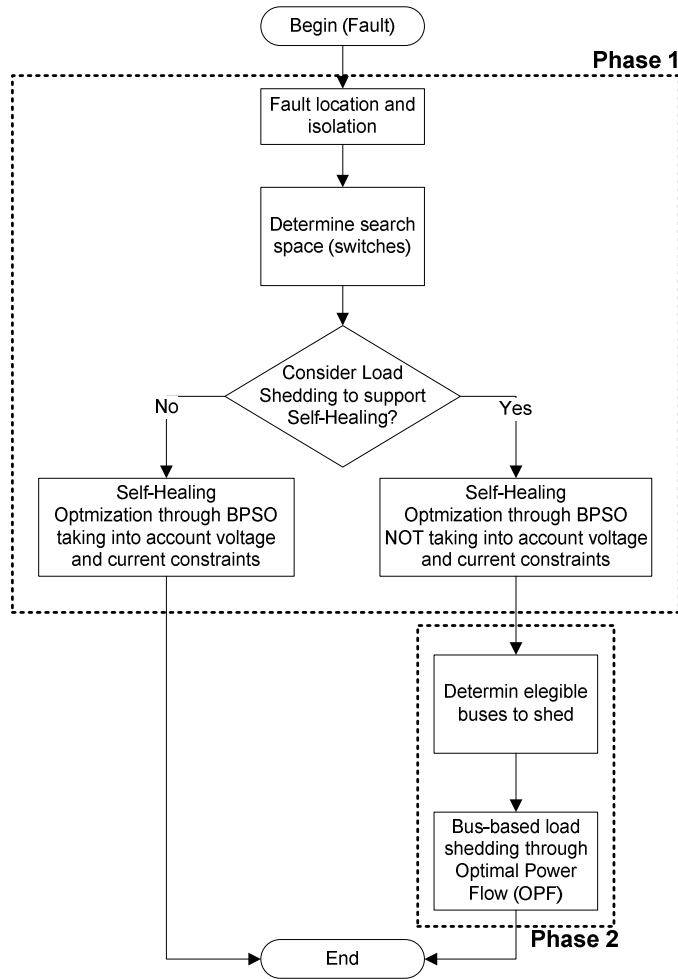 Begin (Fault)
Phase 1
Fault location and
isolation
Determine search
space (switches)
Consider Load
Shedding to support
Self-Healing?
No
Yes
Self-Healing
Optmization through BPSO
taking into account voltage
and current constraints
Self-Healing
Optmization through BPSO
NOT taking into account voltage
and current constraints
Determin elegible
buses to shed
Bus-based load
shedding through
Optimal Power
Flow (OPF)
Phase 2
End